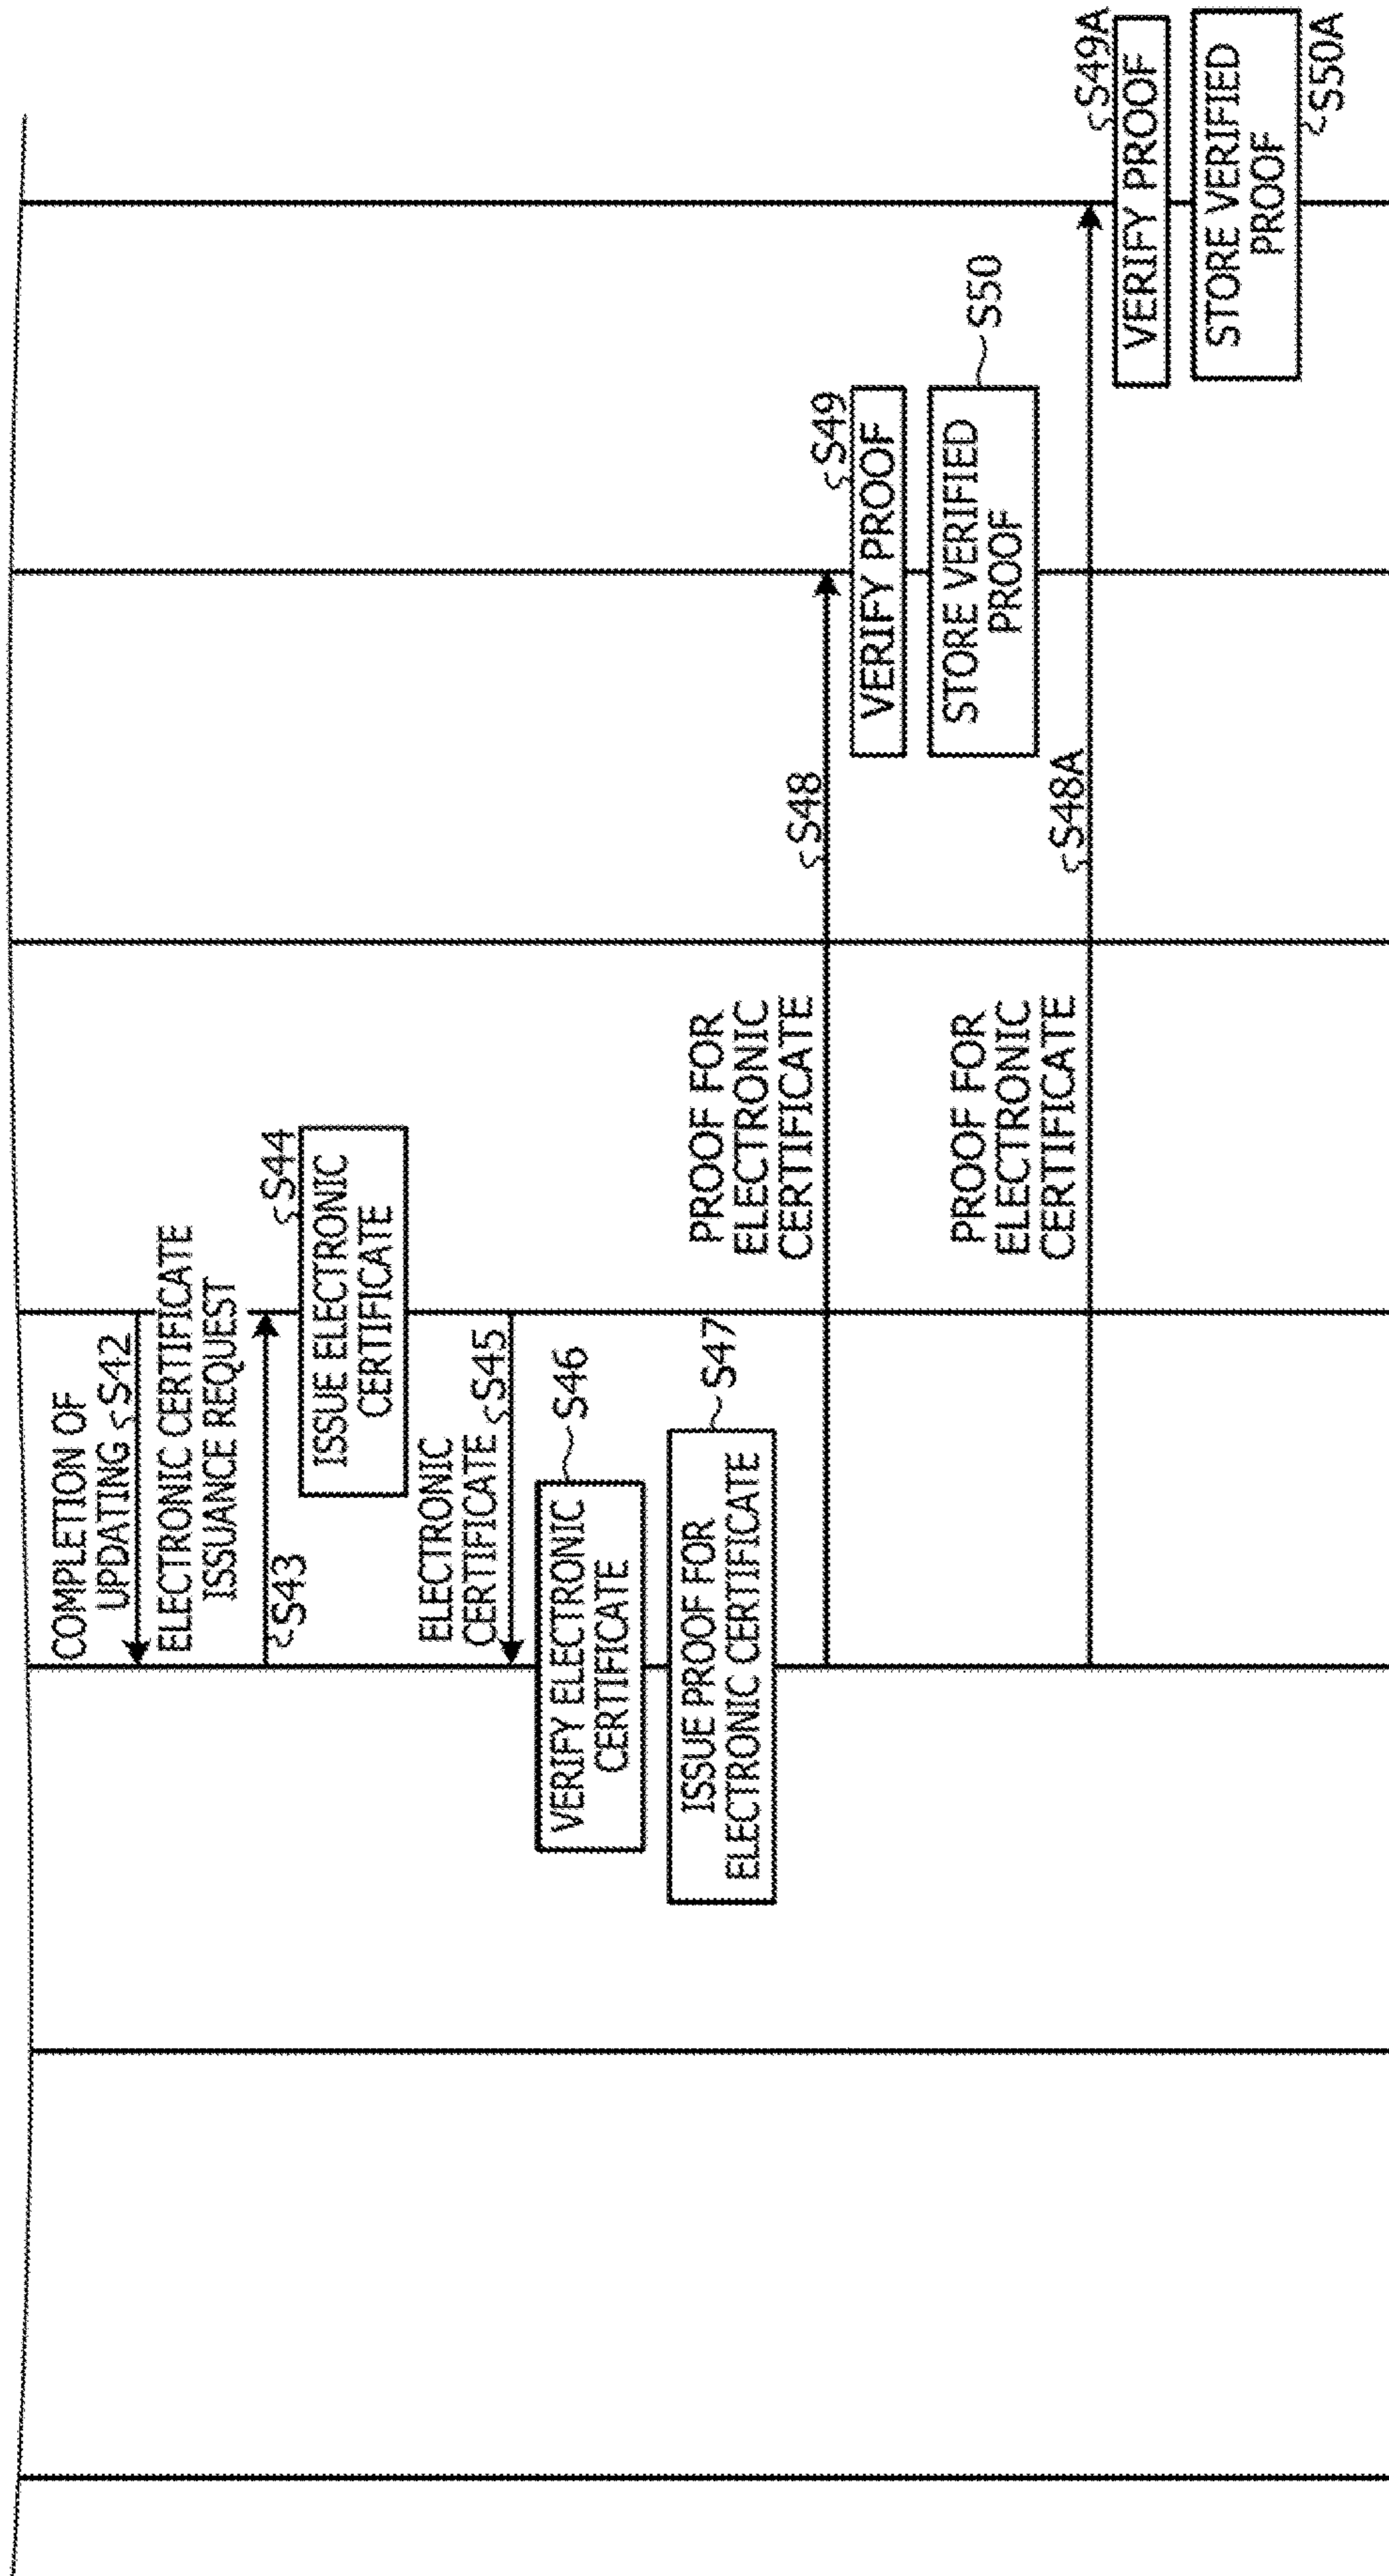 COMPLETION OF
UPDATING
S42
ELECTRONIC CERTIFICATE
ISSUANCE REQUEST
S43
S44
ISSUE ELECTRONIC
CERTIFICATE
ELECTRONIC
CERTIFICATE
S45
VERIFY ELECTRONIC
CERTIFICATE
S46
ISSUE PROOF FOR
ELECTRONIC CERTIFICATE
S47
PROOF FOR
ELECTRONIC
CERTIFICATE
S48
S49
VERIFY PROOF
STORE VERIFIED
PROOF
S50
PROOF FOR
ELECTRONIC
CERTIFICATE
S48A
S49A
VERIFY PROOF
STORE VERIFIED
PROOF
S50A